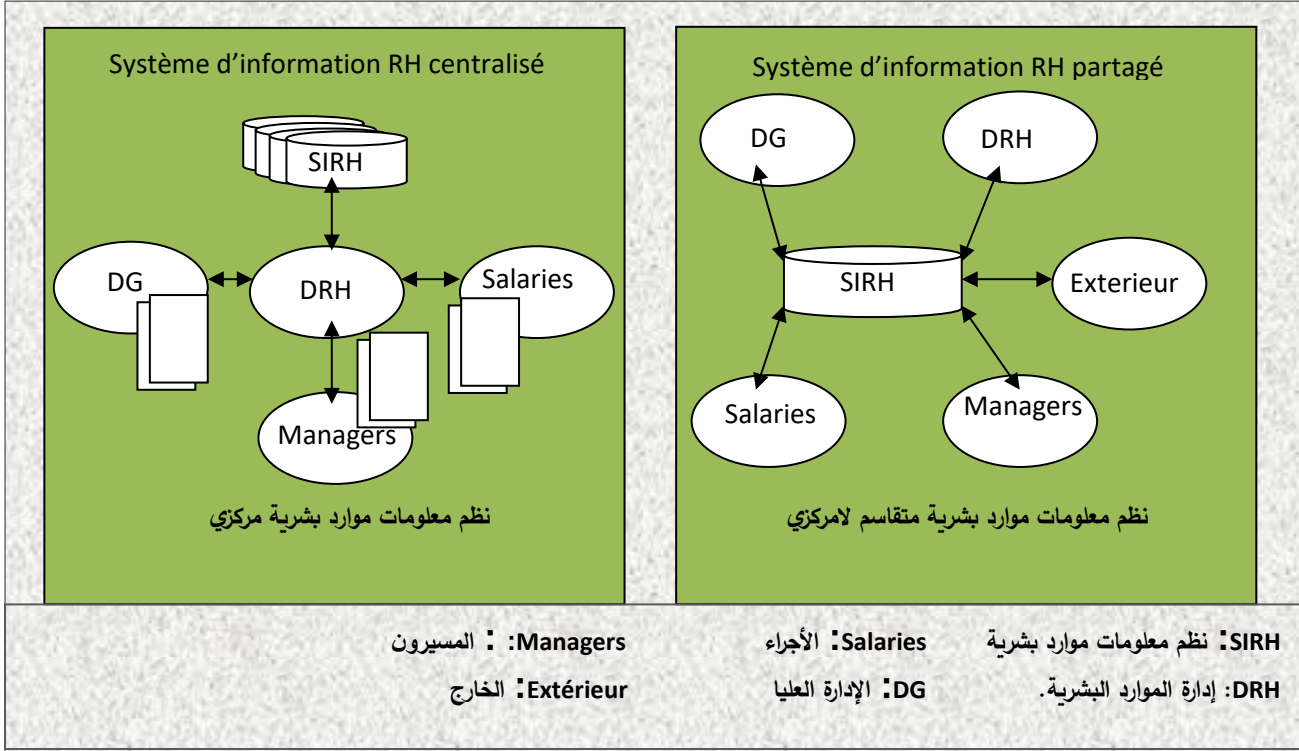 Système d'information RH centralisé
SIRH
DG
DRH
Salaries
Managers
نظم معلومات موارد بشرية مركزي
Système d'information RH partagé
DG
DRH
SIRH
Exterieur
Salaries
Managers
نظم معلومات موارد بشرية متقاسم لامركزي
SIRH: نظم معلومات موارد بشرية Salaries: الأجراء Managers: : المسيرون
DRH: إدارة الموارد البشرية. DG: الإدارة العليا Extérieur: الخارج